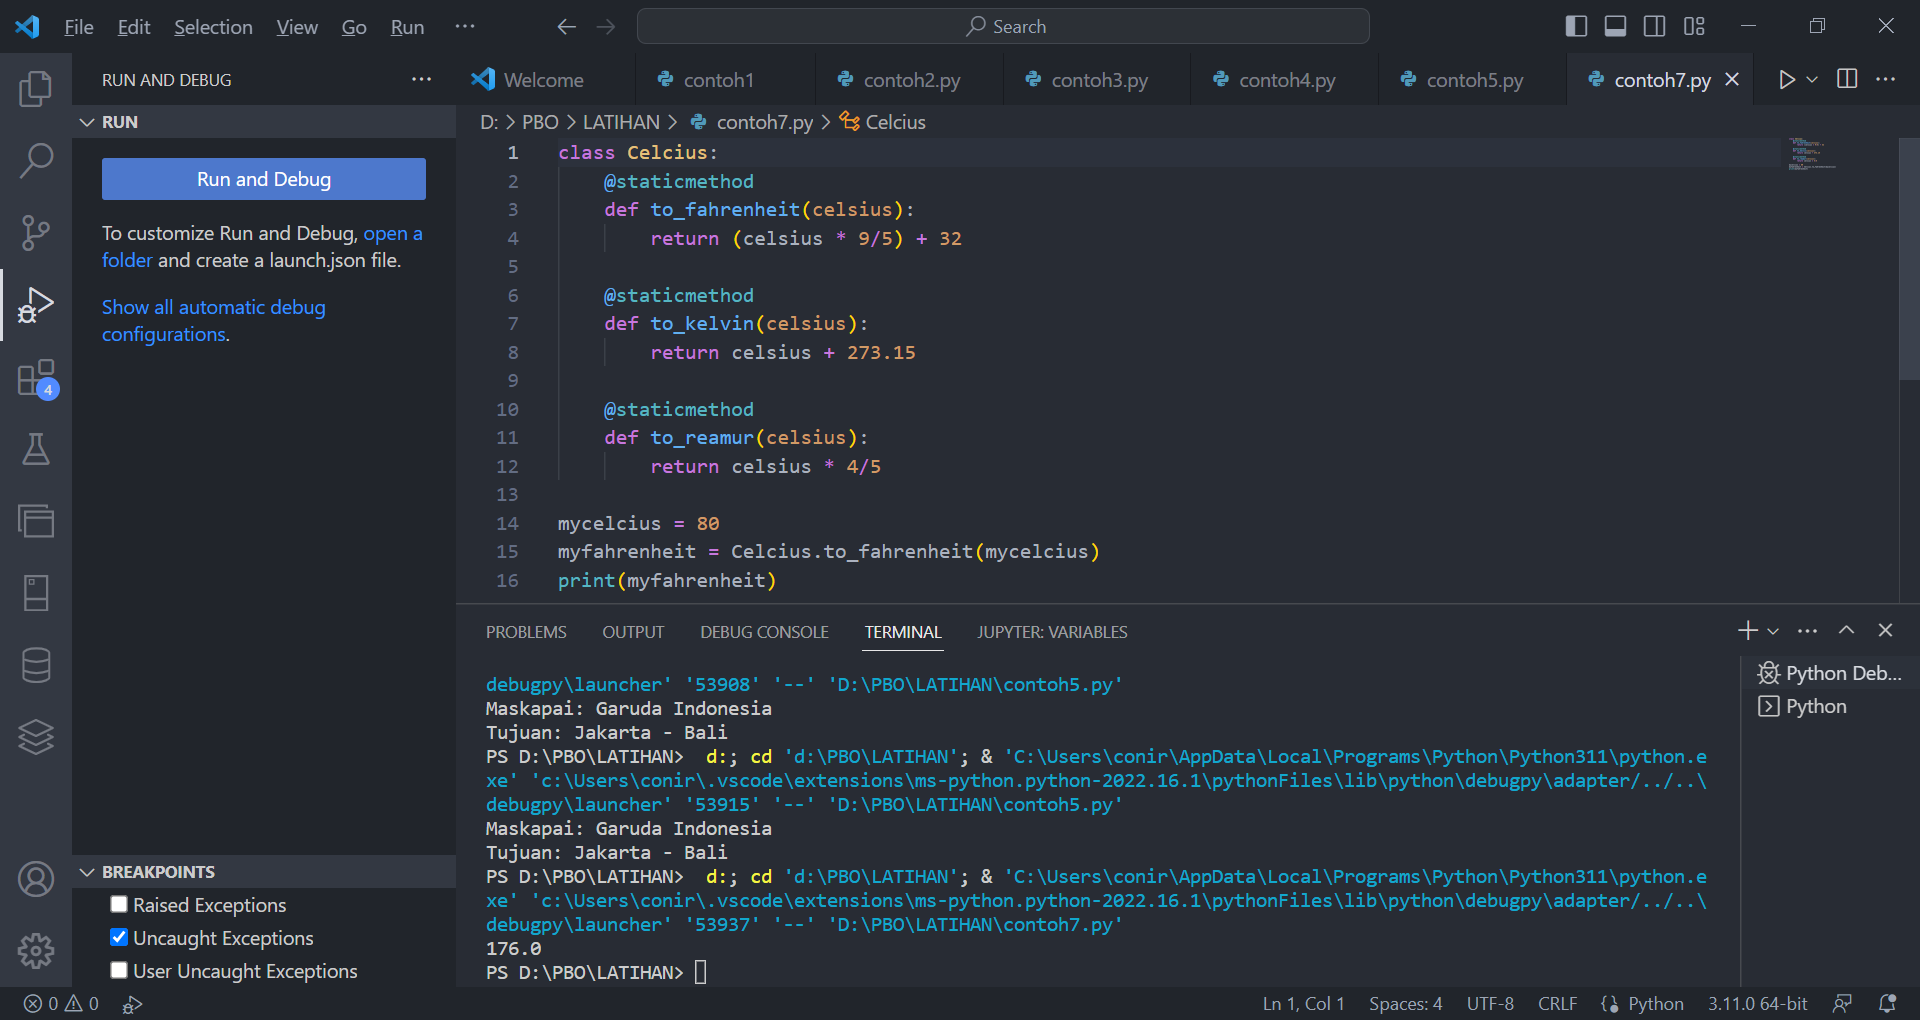 File Edit Selection View Go Run ··· Search
RUN AND DEBUG ···
Welcome contoh1 contoh2.py contoh3.py contoh4.py contoh5.py contoh7.py
RUN
D: > PBO > LATIHAN > contoh7.py > Celcius
Run and Debug
To customize Run and Debug, open a
folder and create a launch.json file.
Show all automatic debug
configurations.
4
1 class Celcius:
2 @staticmethod
3 def to_fahrenheit(celsius):
4 return (celsius * 9/5) + 32
5
6 @staticmethod
7 def to_kelvin(celsius):
8 return celsius + 273.15
9
10 @staticmethod
11 def to_reamur(celsius):
12 return celsius * 4/5
13
14 mycelcius = 80
15 myfahrenheit = Celcius.to_fahrenheit(mycelcius)
16 print(myfahrenheit)
PROBLEMS OUTPUT DEBUG CONSOLE TERMINAL JUPYTER: VARIABLES
debugpy\launcher' '53908' '--' 'D:\PBO\LATIHAN\contoh5.py'
Maskapai: Garuda Indonesia
Tujuan: Jakarta - Bali
PS D:\PBO\LATIHAN>  d:; cd 'd:\PBO\LATIHAN'; & 'C:\Users\conir\AppData\Local\Programs\Python\Python311\python.e
xe' 'c:\Users\conir\.vscode\extensions\ms-python.python-2022.16.1\pythonFiles\lib\python\debugpy\adapter/../..\
debugpy\launcher' '53915' '--' 'D:\PBO\LATIHAN\contoh5.py'
Maskapai: Garuda Indonesia
Tujuan: Jakarta - Bali
PS D:\PBO\LATIHAN>  d:; cd 'd:\PBO\LATIHAN'; & 'C:\Users\conir\AppData\Local\Programs\Python\Python311\python.e
xe' 'c:\Users\conir\.vscode\extensions\ms-python.python-2022.16.1\pythonFiles\lib\python\debugpy\adapter/../..\
debugpy\launcher' '53937' '--' 'D:\PBO\LATIHAN\contoh7.py'
176.0
PS D:\PBO\LATIHAN>
Python Deb...
Python
BREAKPOINTS
Raised Exceptions
Uncaught Exceptions
User Uncaught Exceptions
0 0 Ln 1, Col 1 Spaces: 4 UTF-8 CRLF Python 3.11.0 64-bit